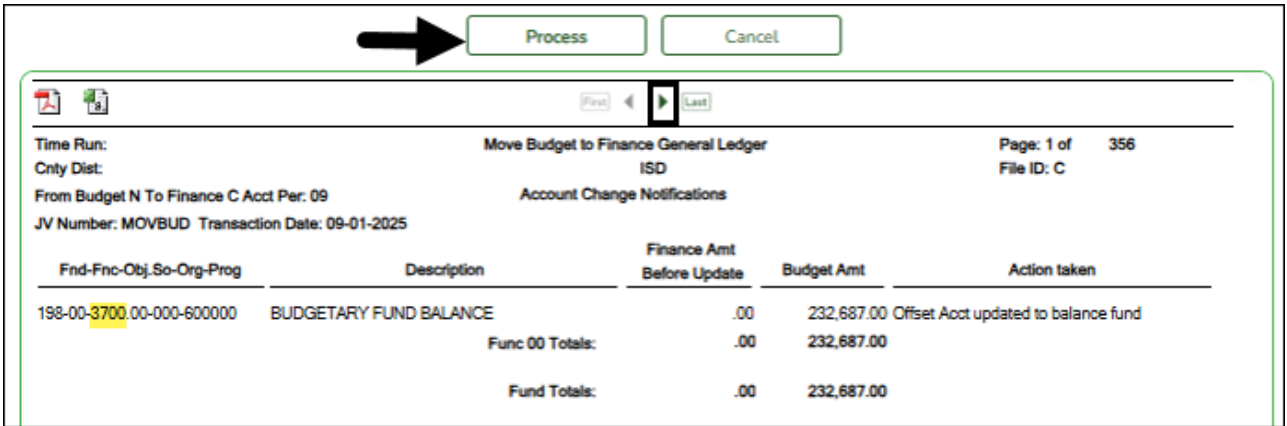 Process Cancel
First Last
Time Run: Move Budget to Finance General Ledger Page: 1 of 356
Cnty Dist: ISD File ID: C
From Budget N To Finance C Acct Per: 09 Account Change Notifications
JV Number: MOVBUD Transaction Date: 09-01-2025
Finance Amt
Fnd-Fnc-Obj.So-Org-Prog Description Before Update Budget Amt Action taken
198-00-3700.00-000-600000 BUDGETARY FUND BALANCE .00 232,687.00 Offset Acct updated to balance fund
Func 00 Totals: .00 232,687.00
Fund Totals: .00 232,687.00